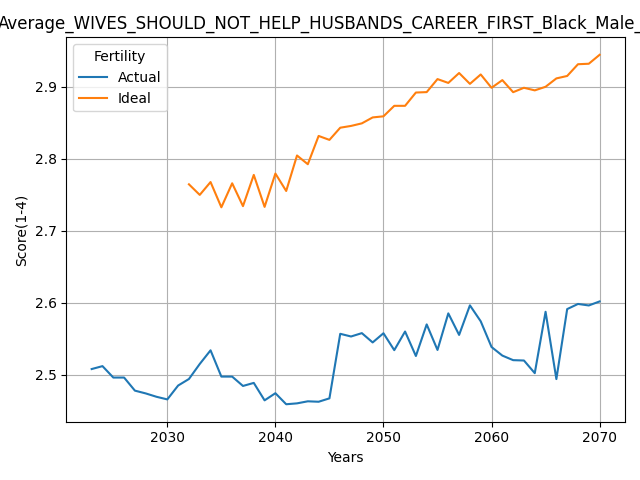 Average_WIVES_SHOULD_NOT_HELP_HUSBANDS_CAREER_FIRST_Black_Male_
Fertility
Actual
Ideal
2.9
2.8
2.7
2.6
2.5
Score(1-4)
2030 2040 2050 2060 2070
Years